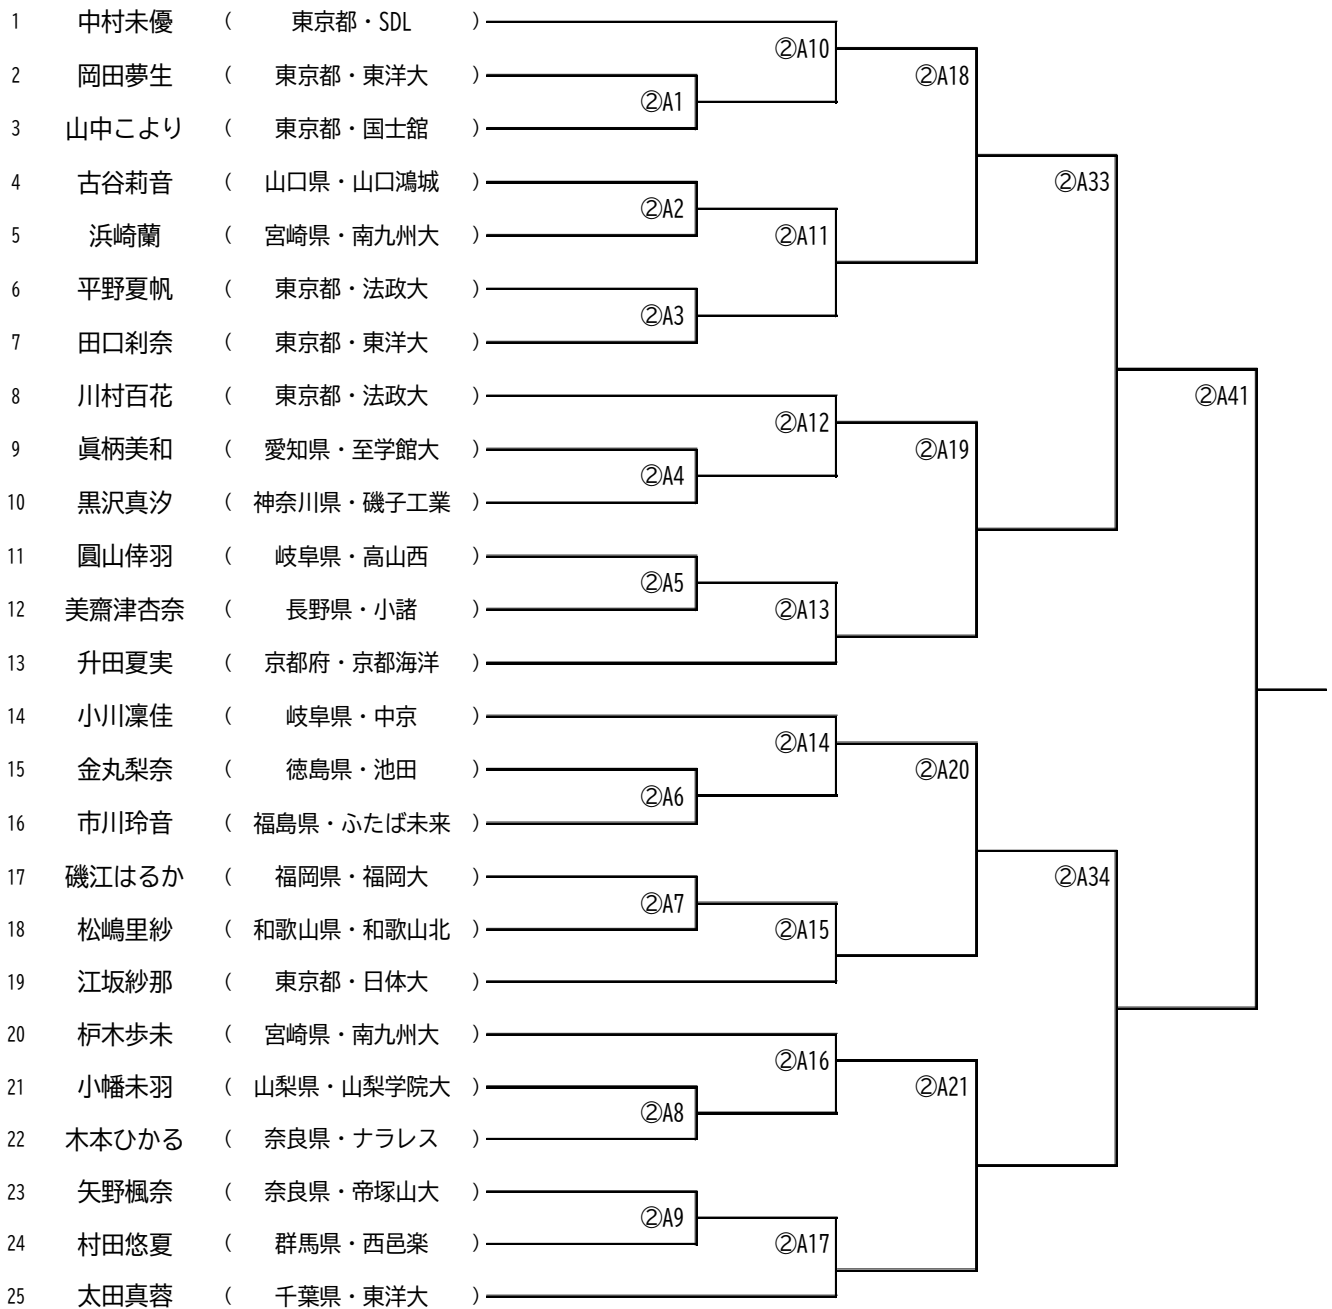 1 中村未優 ( 東京都・SDL )
②A10
2 岡田夢生 ( 東京都・東洋大 ) ②A18
②A1
3 山中こより ( 東京都・国士舘 )
4 古谷莉音 ( 山口県・山口鴻城 ) ②A33
②A2
5 浜崎蘭 ( 宮崎県・南九州大 ) ②A11
6 平野夏帆 ( 東京都・法政大 )
②A3
7 田口刹奈 ( 東京都・東洋大 )
8 川村百花 ( 東京都・法政大 ) ②A41
②A12
9 眞柄美和 ( 愛知県・至学館大 ) ②A19
②A4
10 黒沢真汐 ( 神奈川県・磯子工業 )
11 圓山倖羽 ( 岐阜県・高山西 )
②A5
12 美齋津杏奈 ( 長野県・小諸 ) ②A13
13 升田夏実 ( 京都府・京都海洋 )
14 小川凜佳 ( 岐阜県・中京 )
②A14
15 金丸梨奈 ( 徳島県・池田 ) ②A20
②A6
16 市川玲音 ( 福島県・ふたば未来 )
17 磯江はるか ( 福岡県・福岡大 ) ②A34
②A7
18 松嶋里紗 ( 和歌山県・和歌山北 ) ②A15
19 江坂紗那 ( 東京都・日体大 )
20 枦木歩未 ( 宮崎県・南九州大 )
②A16
21 小幡未羽 ( 山梨県・山梨学院大 ) ②A21
②A8
22 木本ひかる ( 奈良県・ナラレス )
23 矢野楓奈 ( 奈良県・帝塚山大 )
②A9
24 村田悠夏 ( 群馬県・西邑楽 ) ②A17
25 太田真蓉 ( 千葉県・東洋大 )